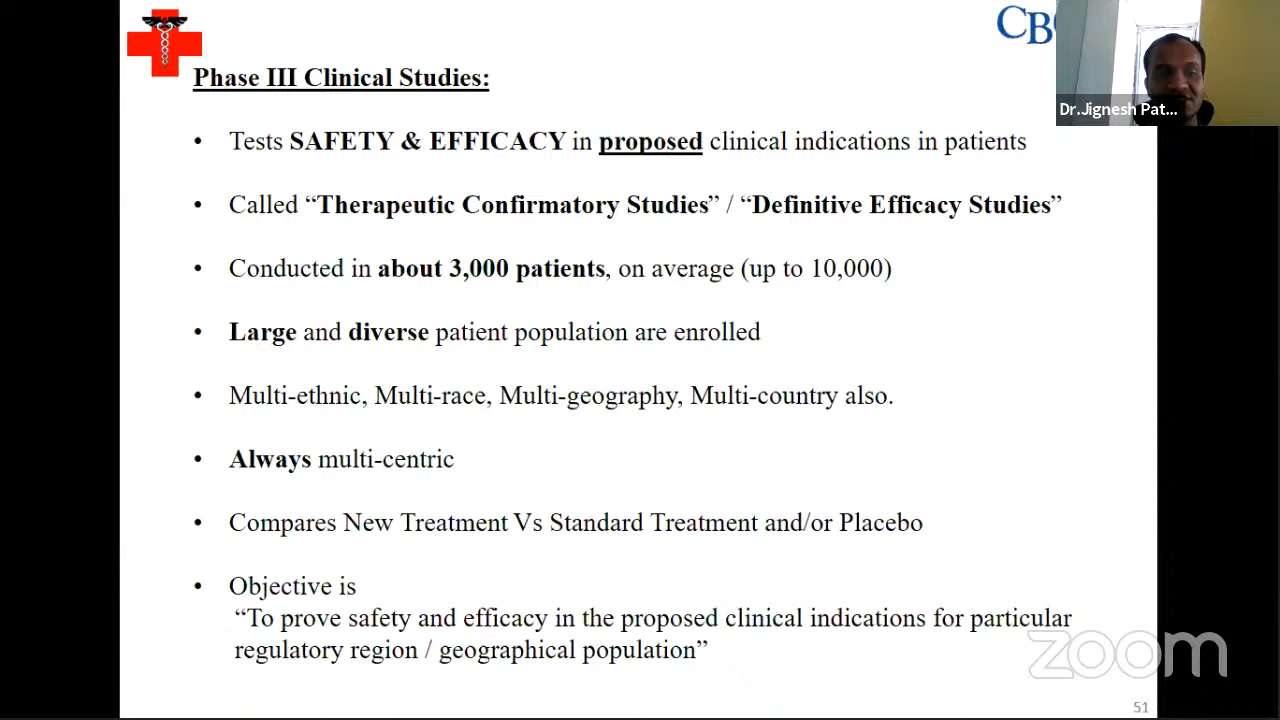 CB
Dr.Jignesh Pat...
Phase III Clinical Studies:
• Tests SAFETY & EFFICACY in proposed clinical indications in patients
• Called “Therapeutic Confirmatory Studies” / “Definitive Efficacy Studies”
• Conducted in about 3,000 patients, on average (up to 10,000)
• Large and diverse patient population are enrolled
• Multi-ethnic, Multi-race, Multi-geography, Multi-country also.
• Always multi-centric
• Compares New Treatment Vs Standard Treatment and/or Placebo
• Objective is
“To prove safety and efficacy in the proposed clinical indications for particular
regulatory region / geographical population”
zoom
51